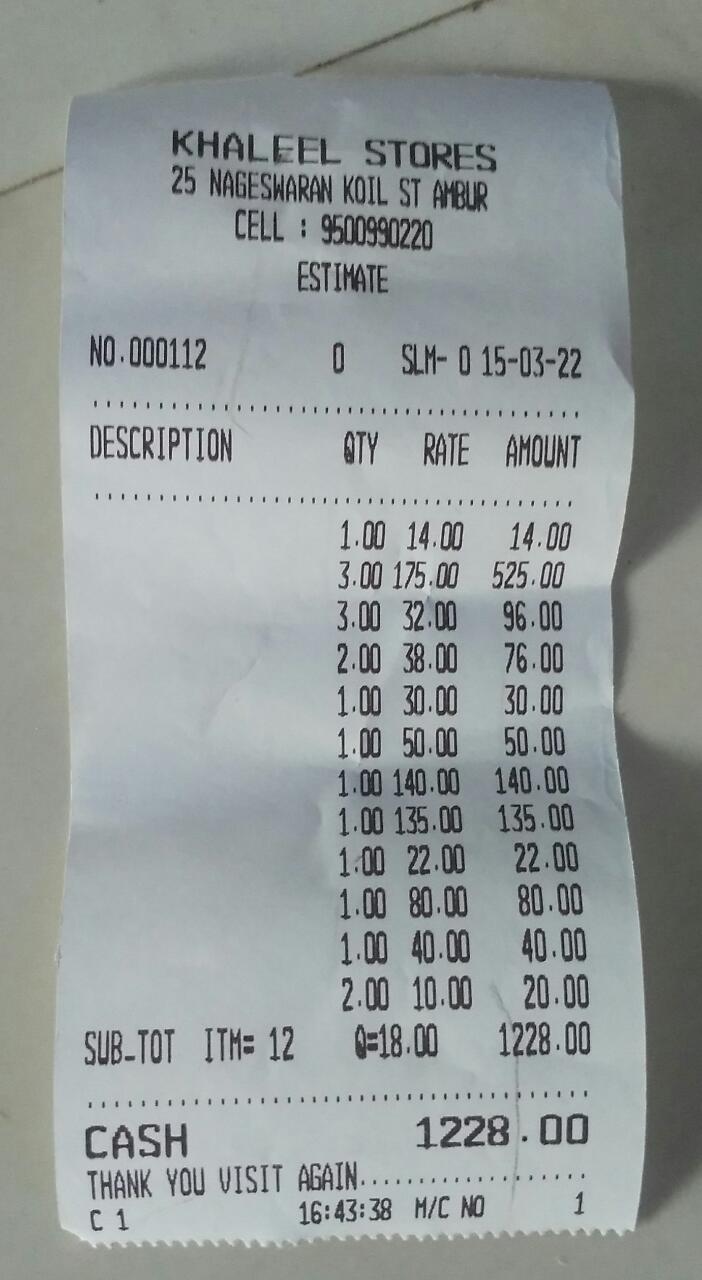 KHALEEL STORES
25 NAGESWARAN KOIL ST AMBUR
CELL : 9500990220
ESTIMATE
NO.000112 0 SLM- 0 15-03-22
......................................
DESCRIPTION QTY RATE AMOUNT
......................................
1.00 14.00 14.00
3.00 175.00 525.00
3.00 32.00 96.00
2.00 38.00 76.00
1.00 30.00 30.00
1.00 50.00 50.00
1.00 140.00 140.00
1.00 135.00 135.00
1.00 22.00 22.00
1.00 80.00 80.00
1.00 40.00 40.00
2.00 10.00 20.00
SUB-TOT ITM= 12 Q=18.00 1228.00
......................................
CASH 1228.00
THANK YOU VISIT AGAIN..................
C 1 16:43:38 M/C NO 1